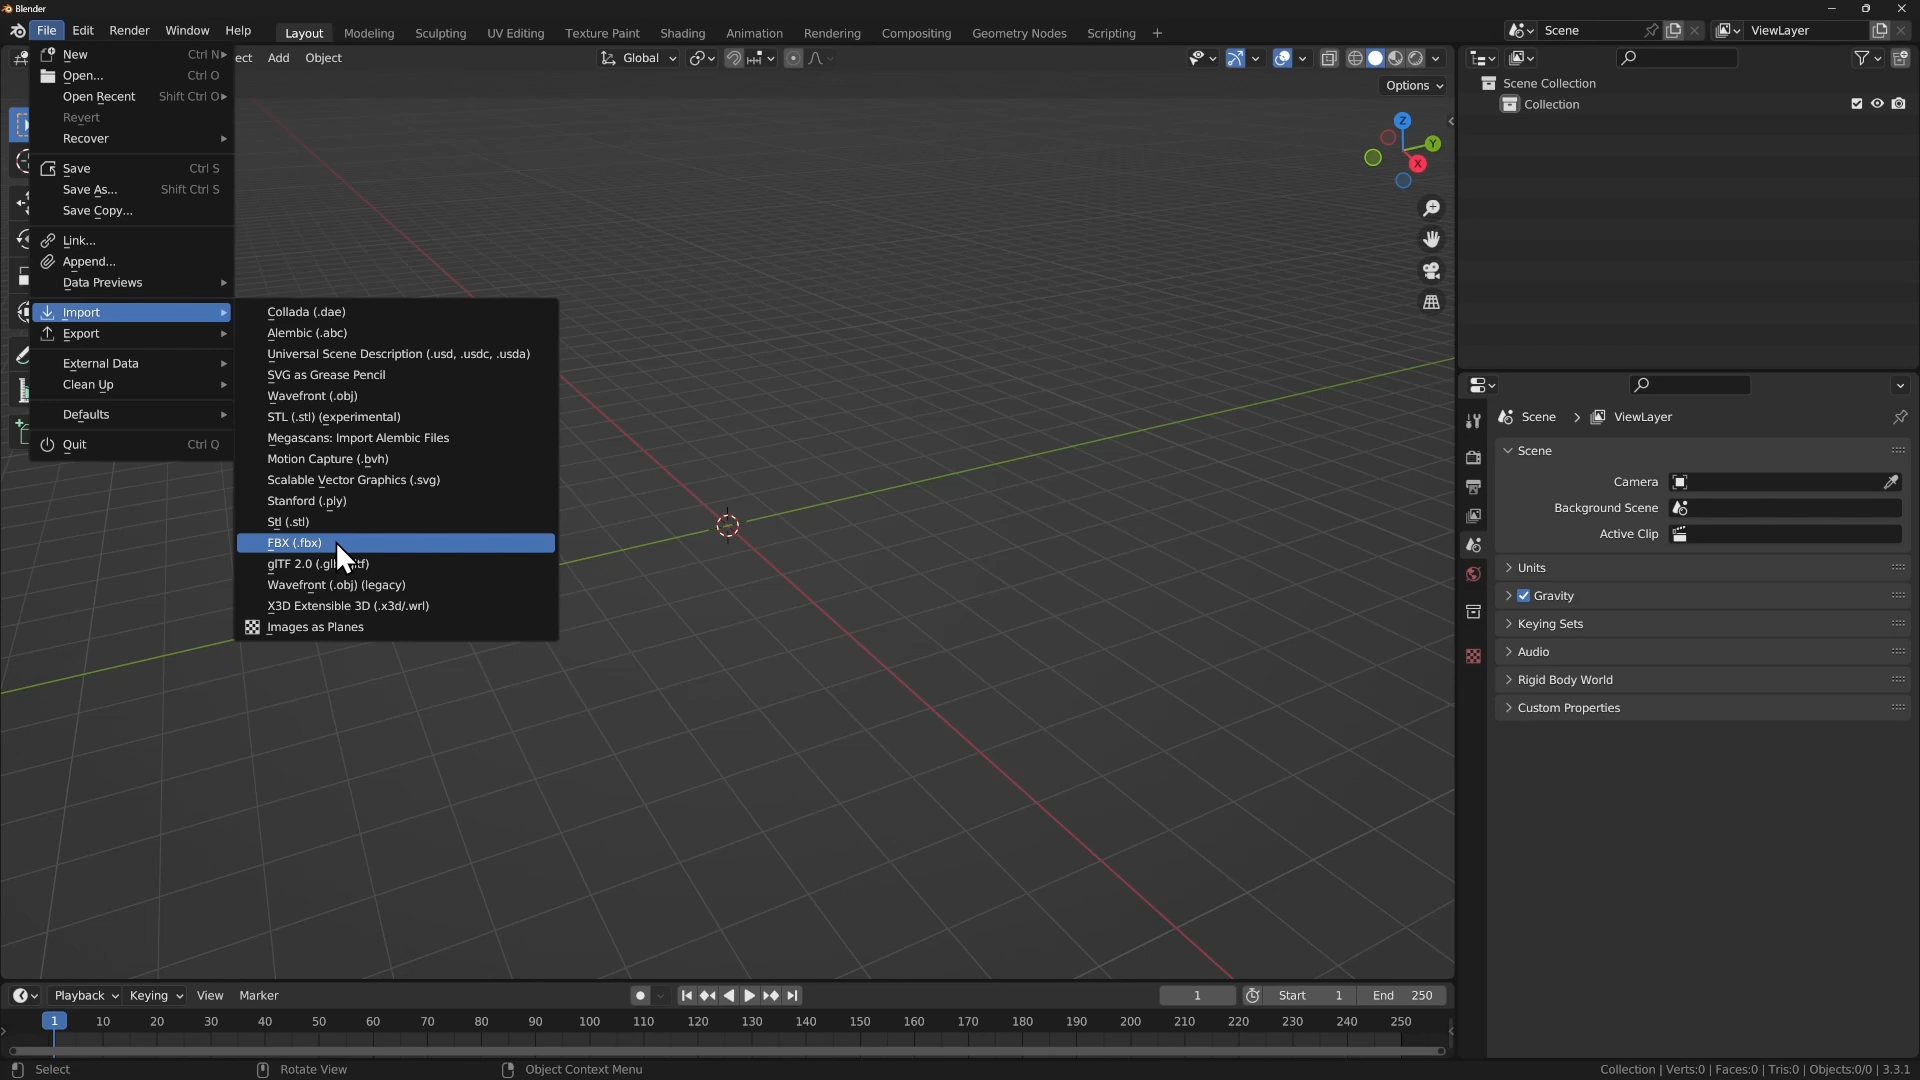 Blender
File Edit Render Window Help Layout Modeling Sculpting UV Editing Texture Paint Shading Animation Rendering Compositing Geometry Nodes Scripting + Scene ViewLayer
New Ctrl N
ect Add Object Global
Open... Ctrl O
Options
Open Recent Shift Ctrl O
Revert
Recover
Save Ctrl S
Save As... Shift Ctrl S
Save Copy...
Link...
Append...
Data Previews
Import
Export
External Data
Clean Up
Defaults
Quit Ctrl Q
Collada (.dae)
Alembic (.abc)
Universal Scene Description (.usd, .usdc, .usda)
SVG as Grease Pencil
Wavefront (.obj)
STL (.stl) (experimental)
Megascans: Import Alembic Files
Motion Capture (.bvh)
Scalable Vector Graphics (.svg)
Stanford (.ply)
Stl (.stl)
FBX (.fbx)
glTF 2.0
Wavefront (.obj) (legacy)
X3D Extensible 3D (.x3d/.wrl)
Images as Planes
Z
Y
X
Scene Collection
Collection
Scene > ViewLayer
Scene
Camera
Background Scene
Active Clip
Units
Gravity
Keying Sets
Audio
Rigid Body World
Custom Properties
Playback Keying View Marker 1 Start 1 End 250
1 10 20 30 40 50 60 70 80 90 100 110 120 130 140 150 160 170 180 190 200 210 220 230 240 250
Select Rotate View Object Context Menu Collection | Verts:0 | Faces:0 | Tris:0 | Objects:0/0 | 3.3.1